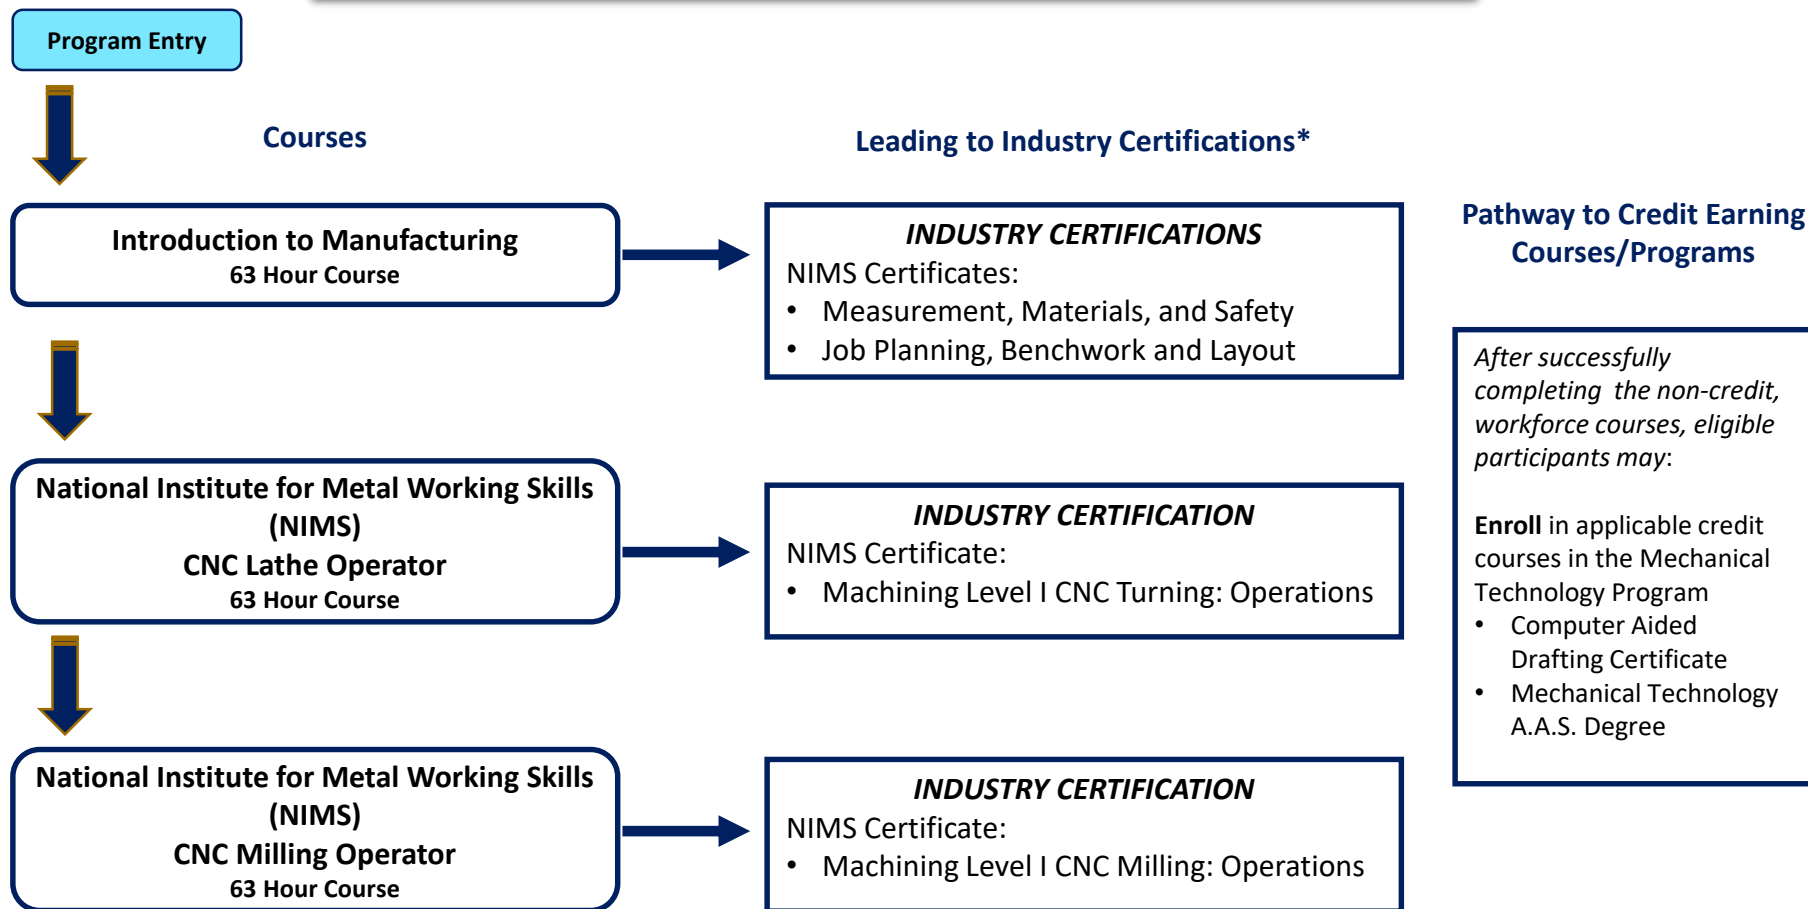 Program Entry
Courses
Leading to Industry Certifications*
Pathway to Credit Earning
Courses/Programs
Introduction to Manufacturing
63 Hour Course
INDUSTRY CERTIFICATIONS
NIMS Certificates:
• Measurement, Materials, and Safety
• Job Planning, Benchwork and Layout
National Institute for Metal Working Skills
(NIMS)
CNC Lathe Operator
63 Hour Course
INDUSTRY CERTIFICATION
NIMS Certificate:
• Machining Level I CNC Turning: Operations
National Institute for Metal Working Skills
(NIMS)
CNC Milling Operator
63 Hour Course
INDUSTRY CERTIFICATION
NIMS Certificate:
• Machining Level I CNC Milling: Operations
After successfully
completing the non-credit,
workforce courses, eligible
participants may:
Enroll in applicable credit
courses in the Mechanical
Technology Program
• Computer Aided
Drafting Certificate
• Mechanical Technology
A.A.S. Degree